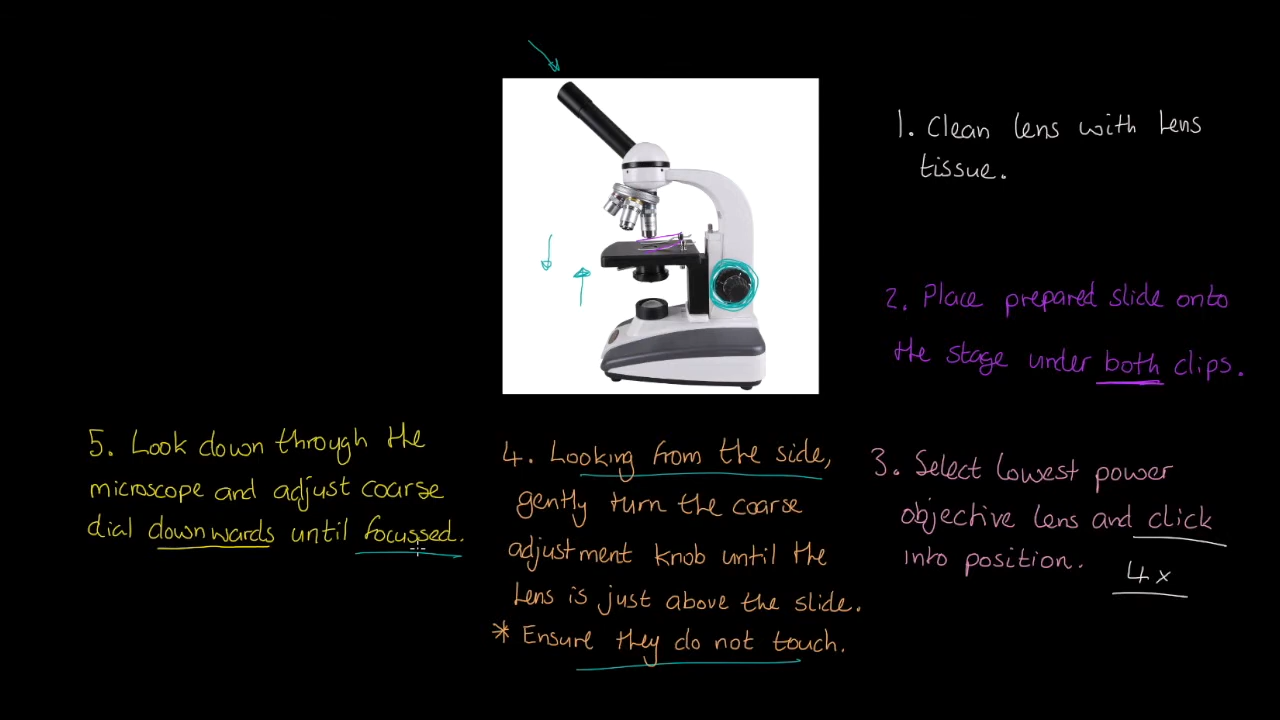 1. Clean lens with lens
tissue.
2. Place prepared slide onto
the stage under both clips.
3. Select lowest power
objective lens and click
into position.
4x
4. Looking from the side,
gently turn the coarse
adjustment knob until the
lens is just above the slide.
* Ensure they do not touch.
5. Look down through the
microscope and adjust coarse
dial downwards until focussed.